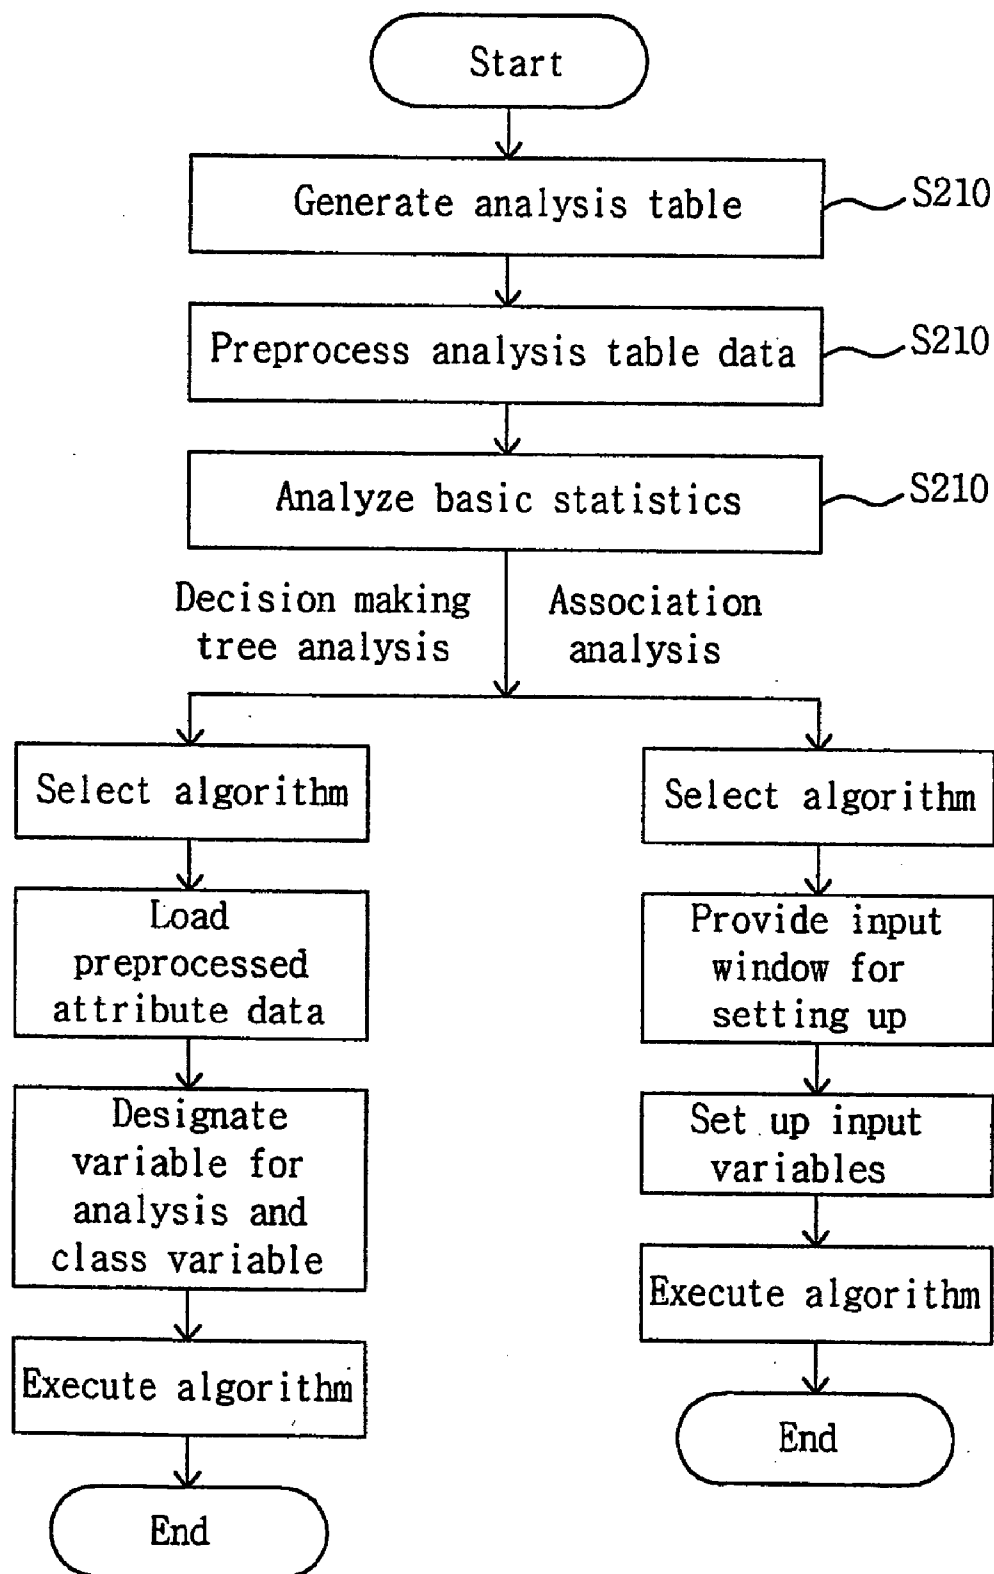 Start
Generate analysis table
S210
Preprocess analysis table data
S210
Analyze basic statistics
S210
Decision making
tree analysis
Association
analysis
Select algorithm
Load
preprocessed
attribute data
Designate
variable for
analysis and
class variable
Execute algorithm
End
Select algorithm
Provide input
window for
setting up
Set up input
variables
Execute algorithm
End